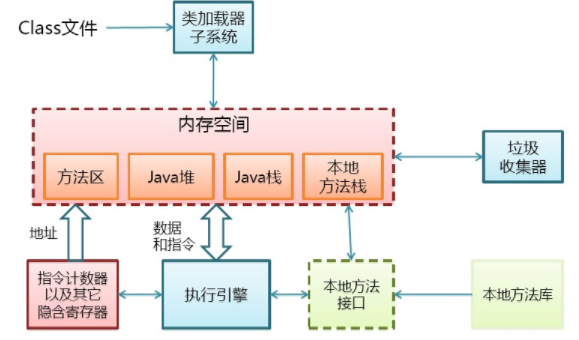 Class文件
类加载器
子系统
内存空间
方法区
Java堆
Java栈
本地
方法栈
垃圾
收集器
地址
数据
和指令
指令计数器
以及其它
隐含寄存器
执行引擎
本地方法
接口
本地方法库